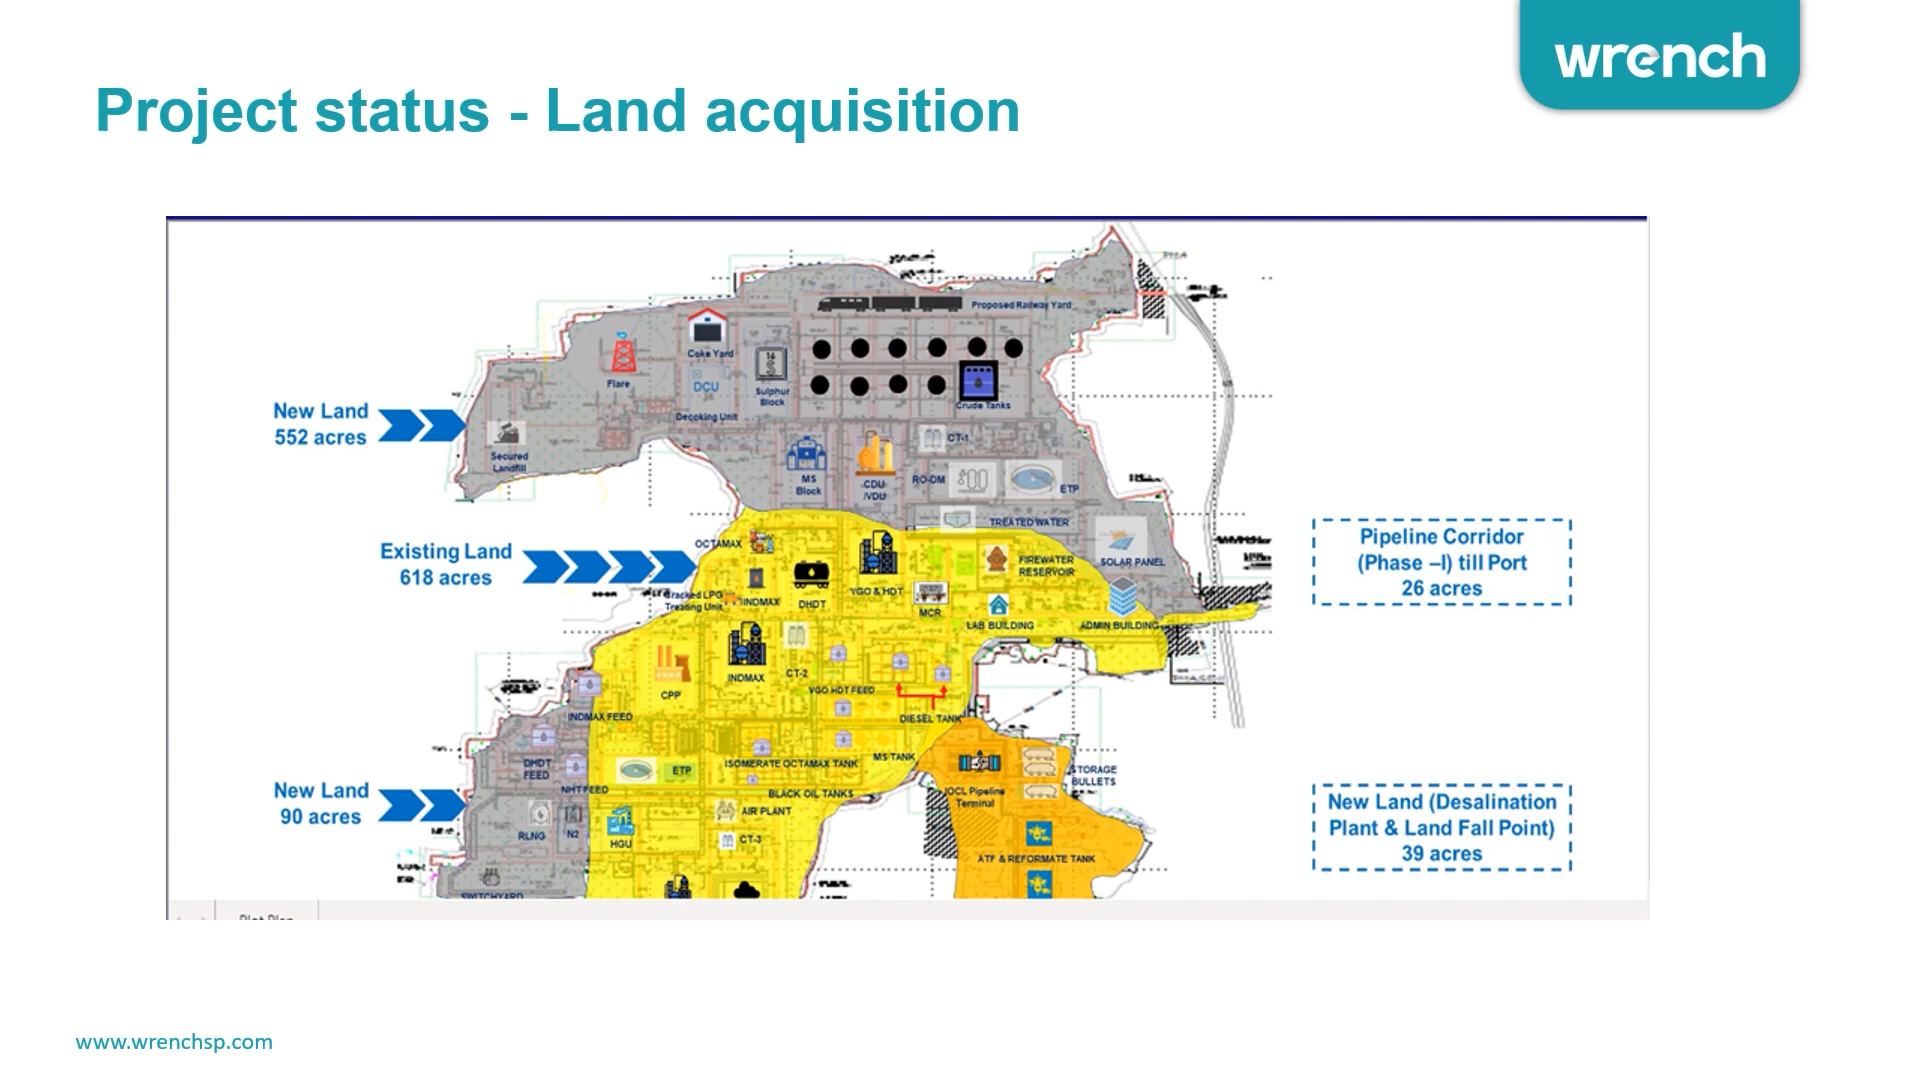 wrench
Project status - Land acquisition
Proposed Railway Yard
Coke Yard
Flare
DCU
16
S
Sulphur
Block
Crude Tanks
Decoking Unit
New Land
552 acres
Secured
Landfill
MS
Block
CDU
/VDU
CT-1
RO-DM
ETP
TREATED WATER
SOLAR PANEL
Existing Land
618 acres
OCTAMAX
Cracked LPG
Treating Unit
INDMAX
DHDT
VGO & HDT
MCR
FIREWATER
RESERVOIR
LAB BUILDING
ADMIN BUILDING
Pipeline Corridor
(Phase –I) till Port
26 acres
CPP
INDMAX
CT-2
VGO HDT FEED
DIESEL TANK
INDMAX FEED
DHDT
FEED
NHT FEED
ETP
ISOMERATE OCTAMAX TANK
MS TANK
BLACK OIL TANKS
IOCL Pipeline
Terminal
STORAGE
BULLETS
New Land
90 acres
RLNG
N2
HGU
AIR PLANT
CT-3
ATF & REFORMATE TANK
SWITCHYARD
New Land (Desalination
Plant & Land Fall Point)
39 acres
Plot Plan
www.wrenchsp.com